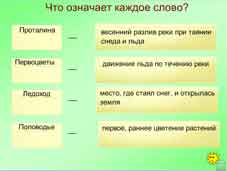 Что означает каждое слово?
Проталина — весенний разлив реки при таянии
снеда и льда
Первоцветы — движение льда по течению реки
Ледоход — место, где стаял снег, и открылась
земля
Половодье — первое, раннее цветение растений